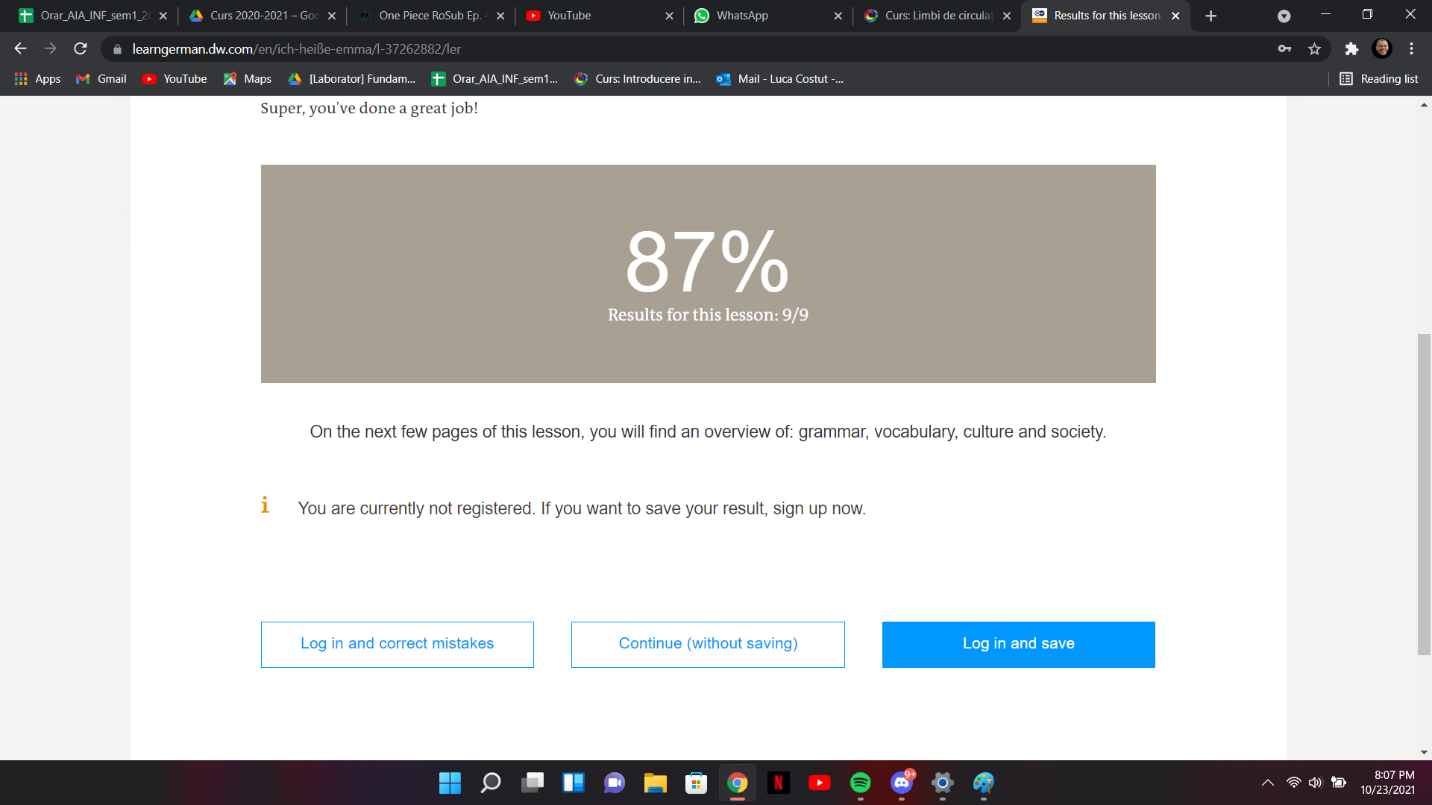 Orar_AIA_INF_sem1_2
Curs 2020-2021 – Goo
One Piece RoSub Ep.
YouTube
WhatsApp
Curs: Limbi de circulaț
Results for this lesson
learngerman.dw.com/en/ich-heiße-emma/l-37262882/ler
Apps
Gmail
YouTube
Maps
[Laborator] Fundam...
Orar_AIA_INF_sem1...
Curs: Introducere in...
Mail - Luca Costut -...
Reading list
Super, you've done a great job!
87%
Results for this lesson: 9/9
On the next few pages of this lesson, you will find an overview of: grammar, vocabulary, culture and society.
i
You are currently not registered. If you want to save your result, sign up now.
Log in and correct mistakes
Continue (without saving)
Log in and save
N
9+
8:07 PM
10/23/2021